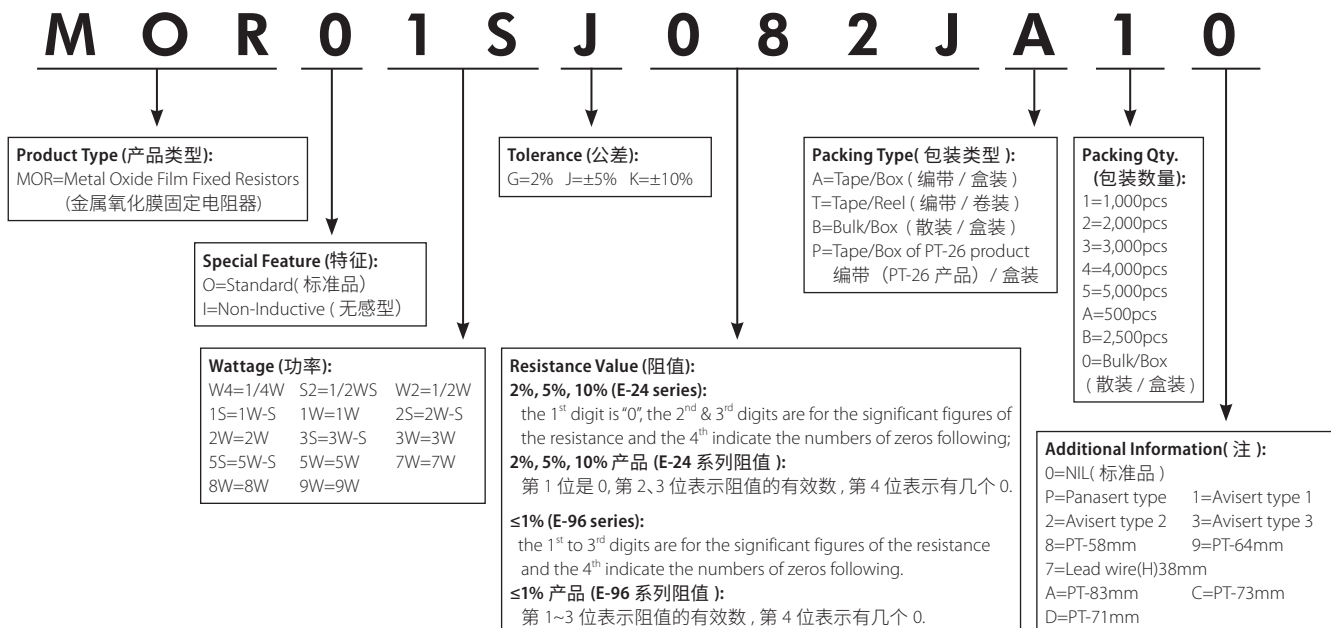 MOR01SJ082JA10
Product Type (产品类型):
MOR=Metal Oxide Film Fixed Resistors
(金属氧化膜固定电阻器)
Special Feature (特征):
O=Standard( 标准品）
I=Non-Inductive ( 无感型）
Wattage (功率):
W4=1/4W S2=1/2WS W2=1/2W
1S=1W-S 1W=1W 2S=2W-S
2W=2W 3S=3W-S 3W=3W
5S=5W-S 5W=5W 7W=7W
8W=8W 9W=9W
Tolerance (公差):
G=2% J=±5% K=±10%
Resistance Value (阻值):
2%, 5%, 10% (E-24 series):
the 1st digit is “0”, the 2nd & 3rd digits are for the significant figures of
the resistance and the 4th indicate the numbers of zeros following;
2%, 5%, 10% 产品 (E-24 系列阻值 ):
第 1 位是 0, 第 2、3 位表示阻值的有效数 , 第 4 位表示有几个 0.
≤1% (E-96 series):
the 1st to 3rd digits are for the significant figures of the resistance
and the 4th indicate the numbers of zeros following.
≤1% 产品 (E-96 系列阻值 ):
第 1~3 位表示阻值的有效数 , 第 4 位表示有几个 0.
Packing Type( 包装类型 ):
A=Tape/Box ( 编带 / 盒装 )
T=Tape/Reel ( 编带 / 卷装 )
B=Bulk/Box ( 散装 / 盒装 )
P=Tape/Box of PT-26 product
编带（PT-26 产品）/ 盒装
Packing Qty.
(包装数量):
1=1,000pcs
2=2,000pcs
3=3,000pcs
4=4,000pcs
5=5,000pcs
A=500pcs
B=2,500pcs
0=Bulk/Box
( 散装 / 盒装 )
Additional Information( 注 ):
0=NIL( 标准品 )
P=Panasert type 1=Avisert type 1
2=Avisert type 2 3=Avisert type 3
8=PT-58mm 9=PT-64mm
7=Lead wire(H)38mm
A=PT-83mm C=PT-73mm
D=PT-71mm